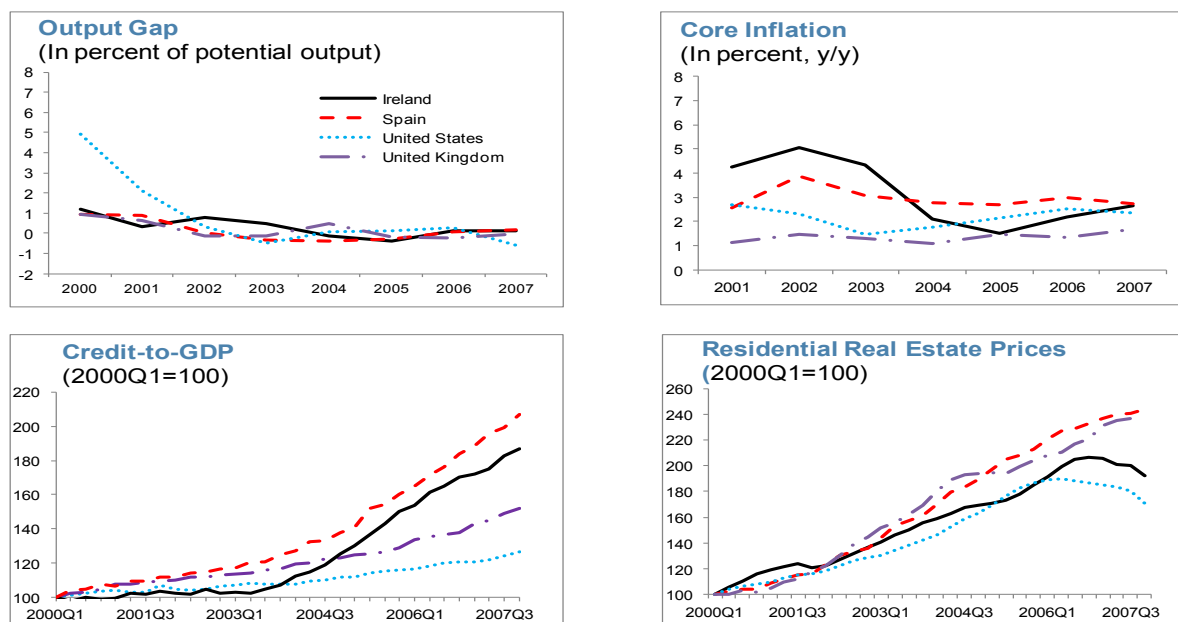 Output Gap
(In percent of potential output)
8
7
6
5
4
3
2
1
0
-1
-2
Ireland
Spain
United States
United Kingdom
2000 2001 2002 2003 2004 2005 2006 2007
Core Inflation
(In percent, y/y)
8
7
6
5
4
3
2
1
0
2001 2002 2003 2004 2005 2006 2007
Credit-to-GDP
(2000Q1=100)
220
200
180
160
140
120
100
2000Q1 2001Q3 2003Q1 2004Q3 2006Q1 2007Q3
Residential Real Estate Prices
(2000Q1=100)
260
240
220
200
180
160
140
120
100
2000Q1 2001Q3 2003Q1 2004Q3 2006Q1 2007Q3